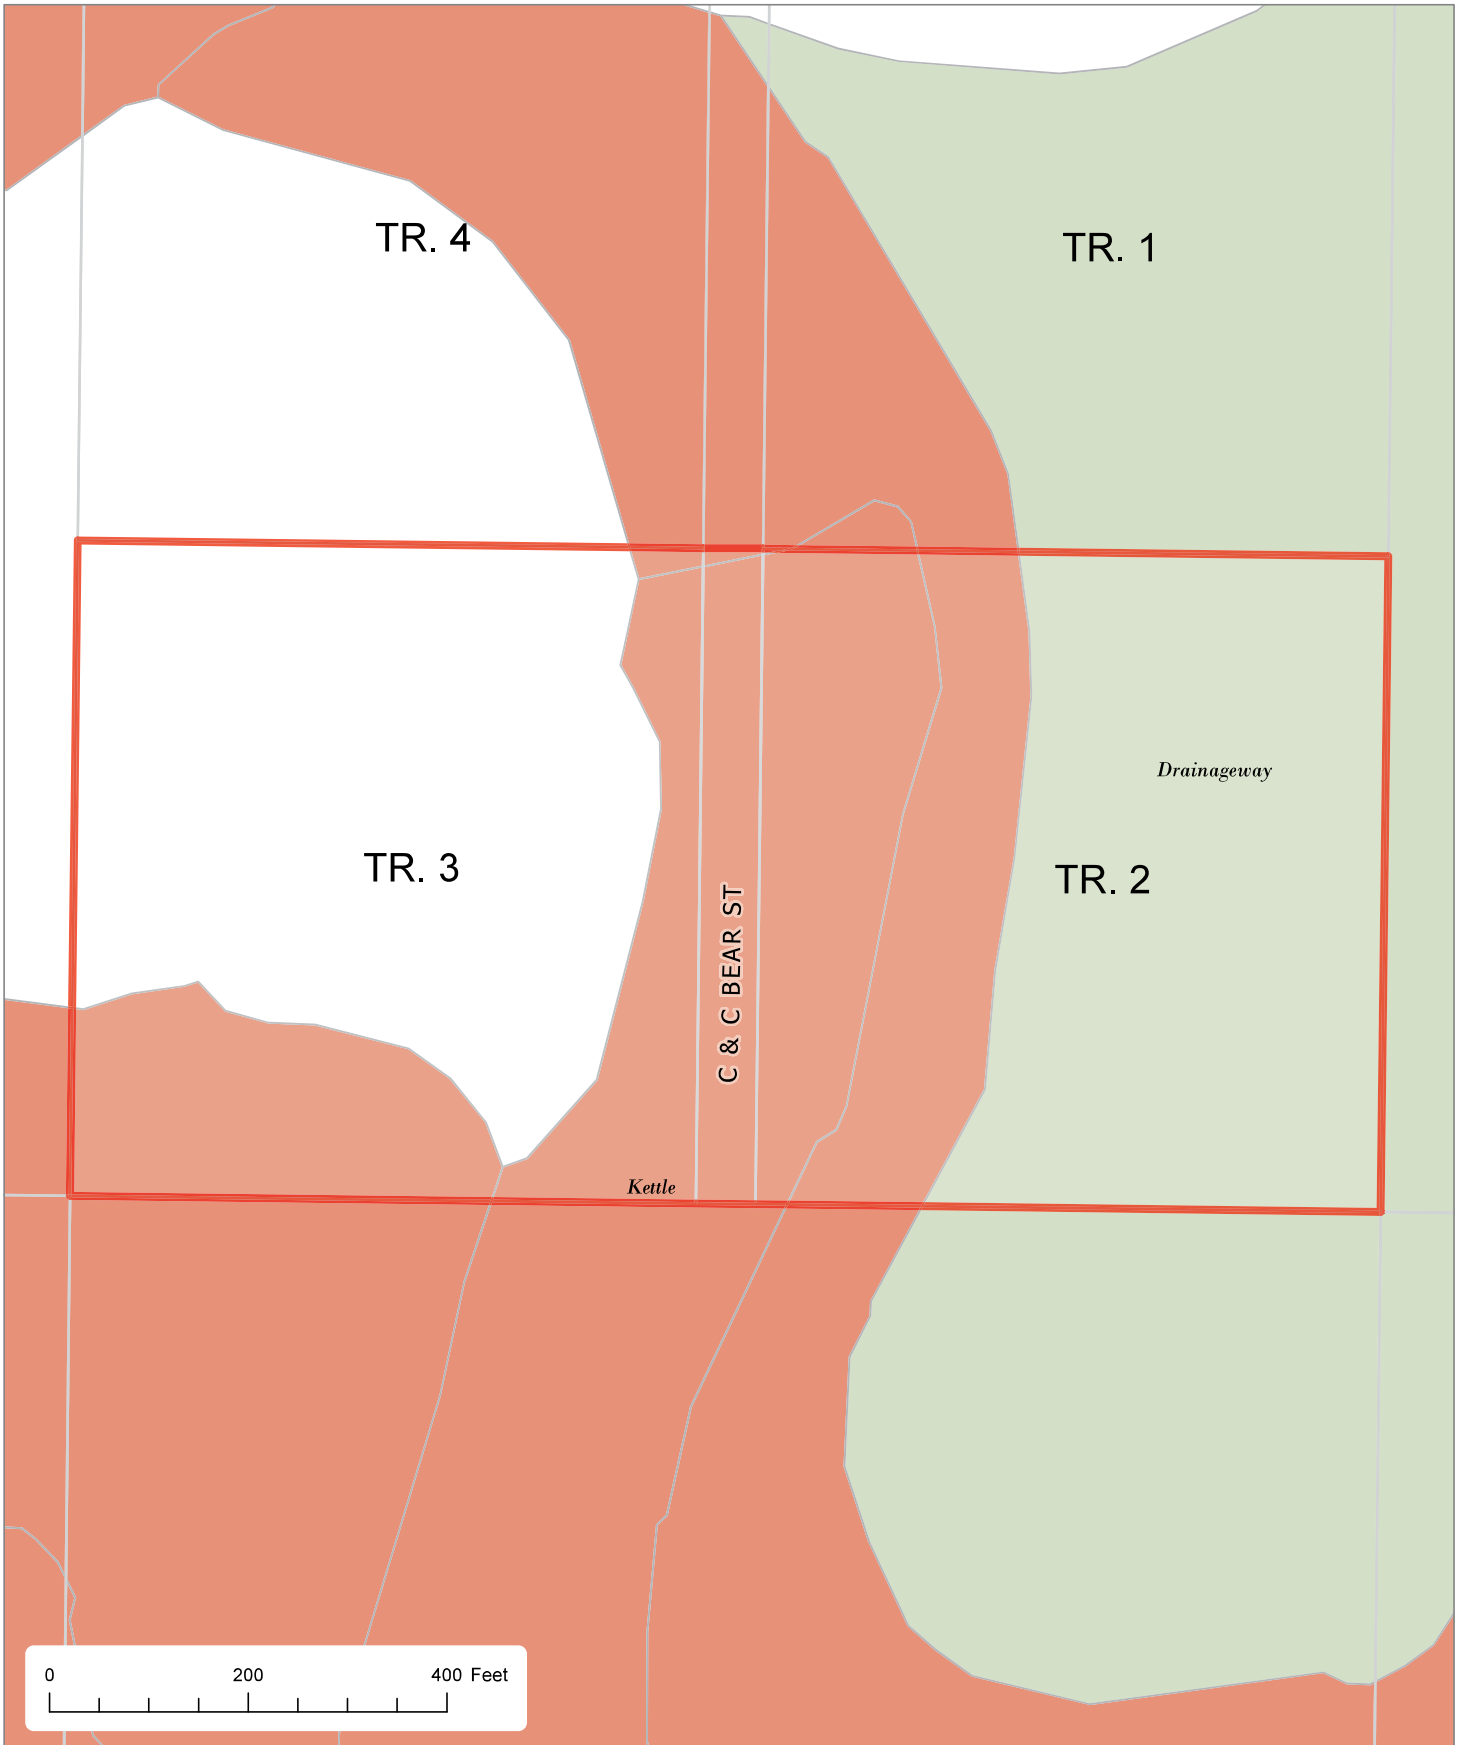 TR. 4
TR. 1
Drainageway
TR. 3
TR. 2
C & C BEAR ST
Kettle
0 200 400 Feet